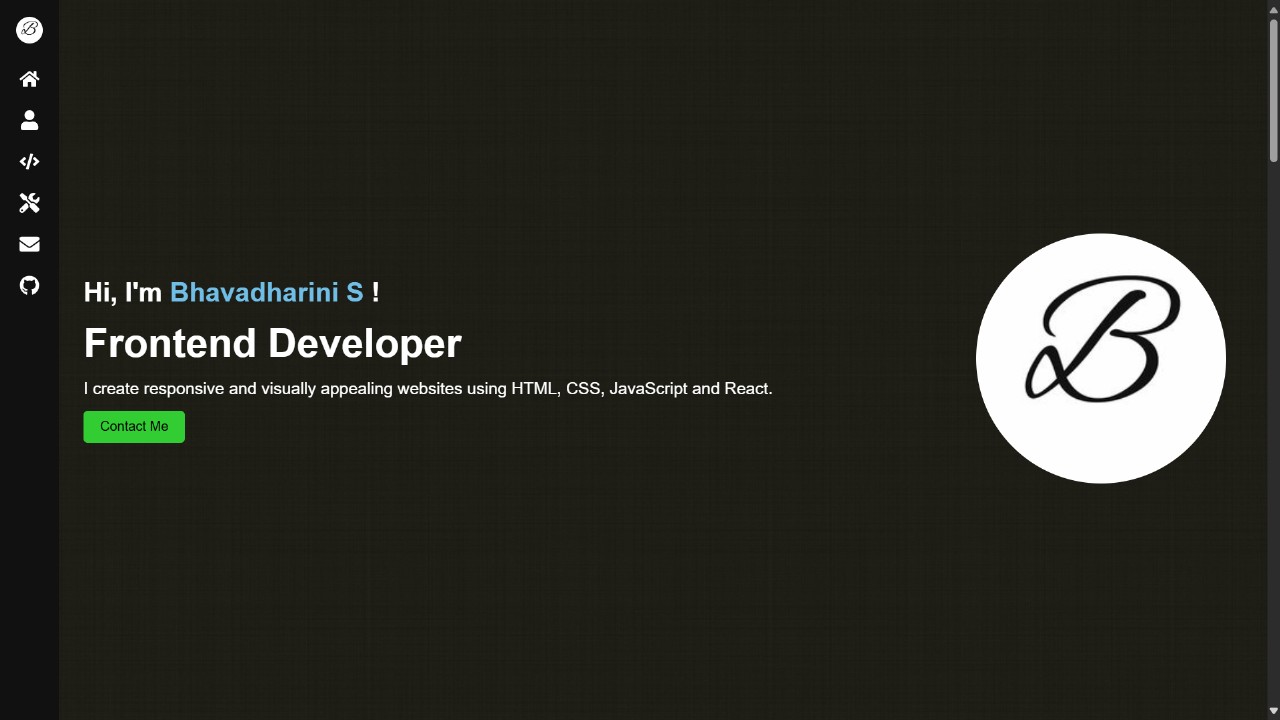 B
Hi, I'm Bhavadharini S !
Frontend Developer
I create responsive and visually appealing websites using HTML, CSS, JavaScript and React.
Contact Me
B